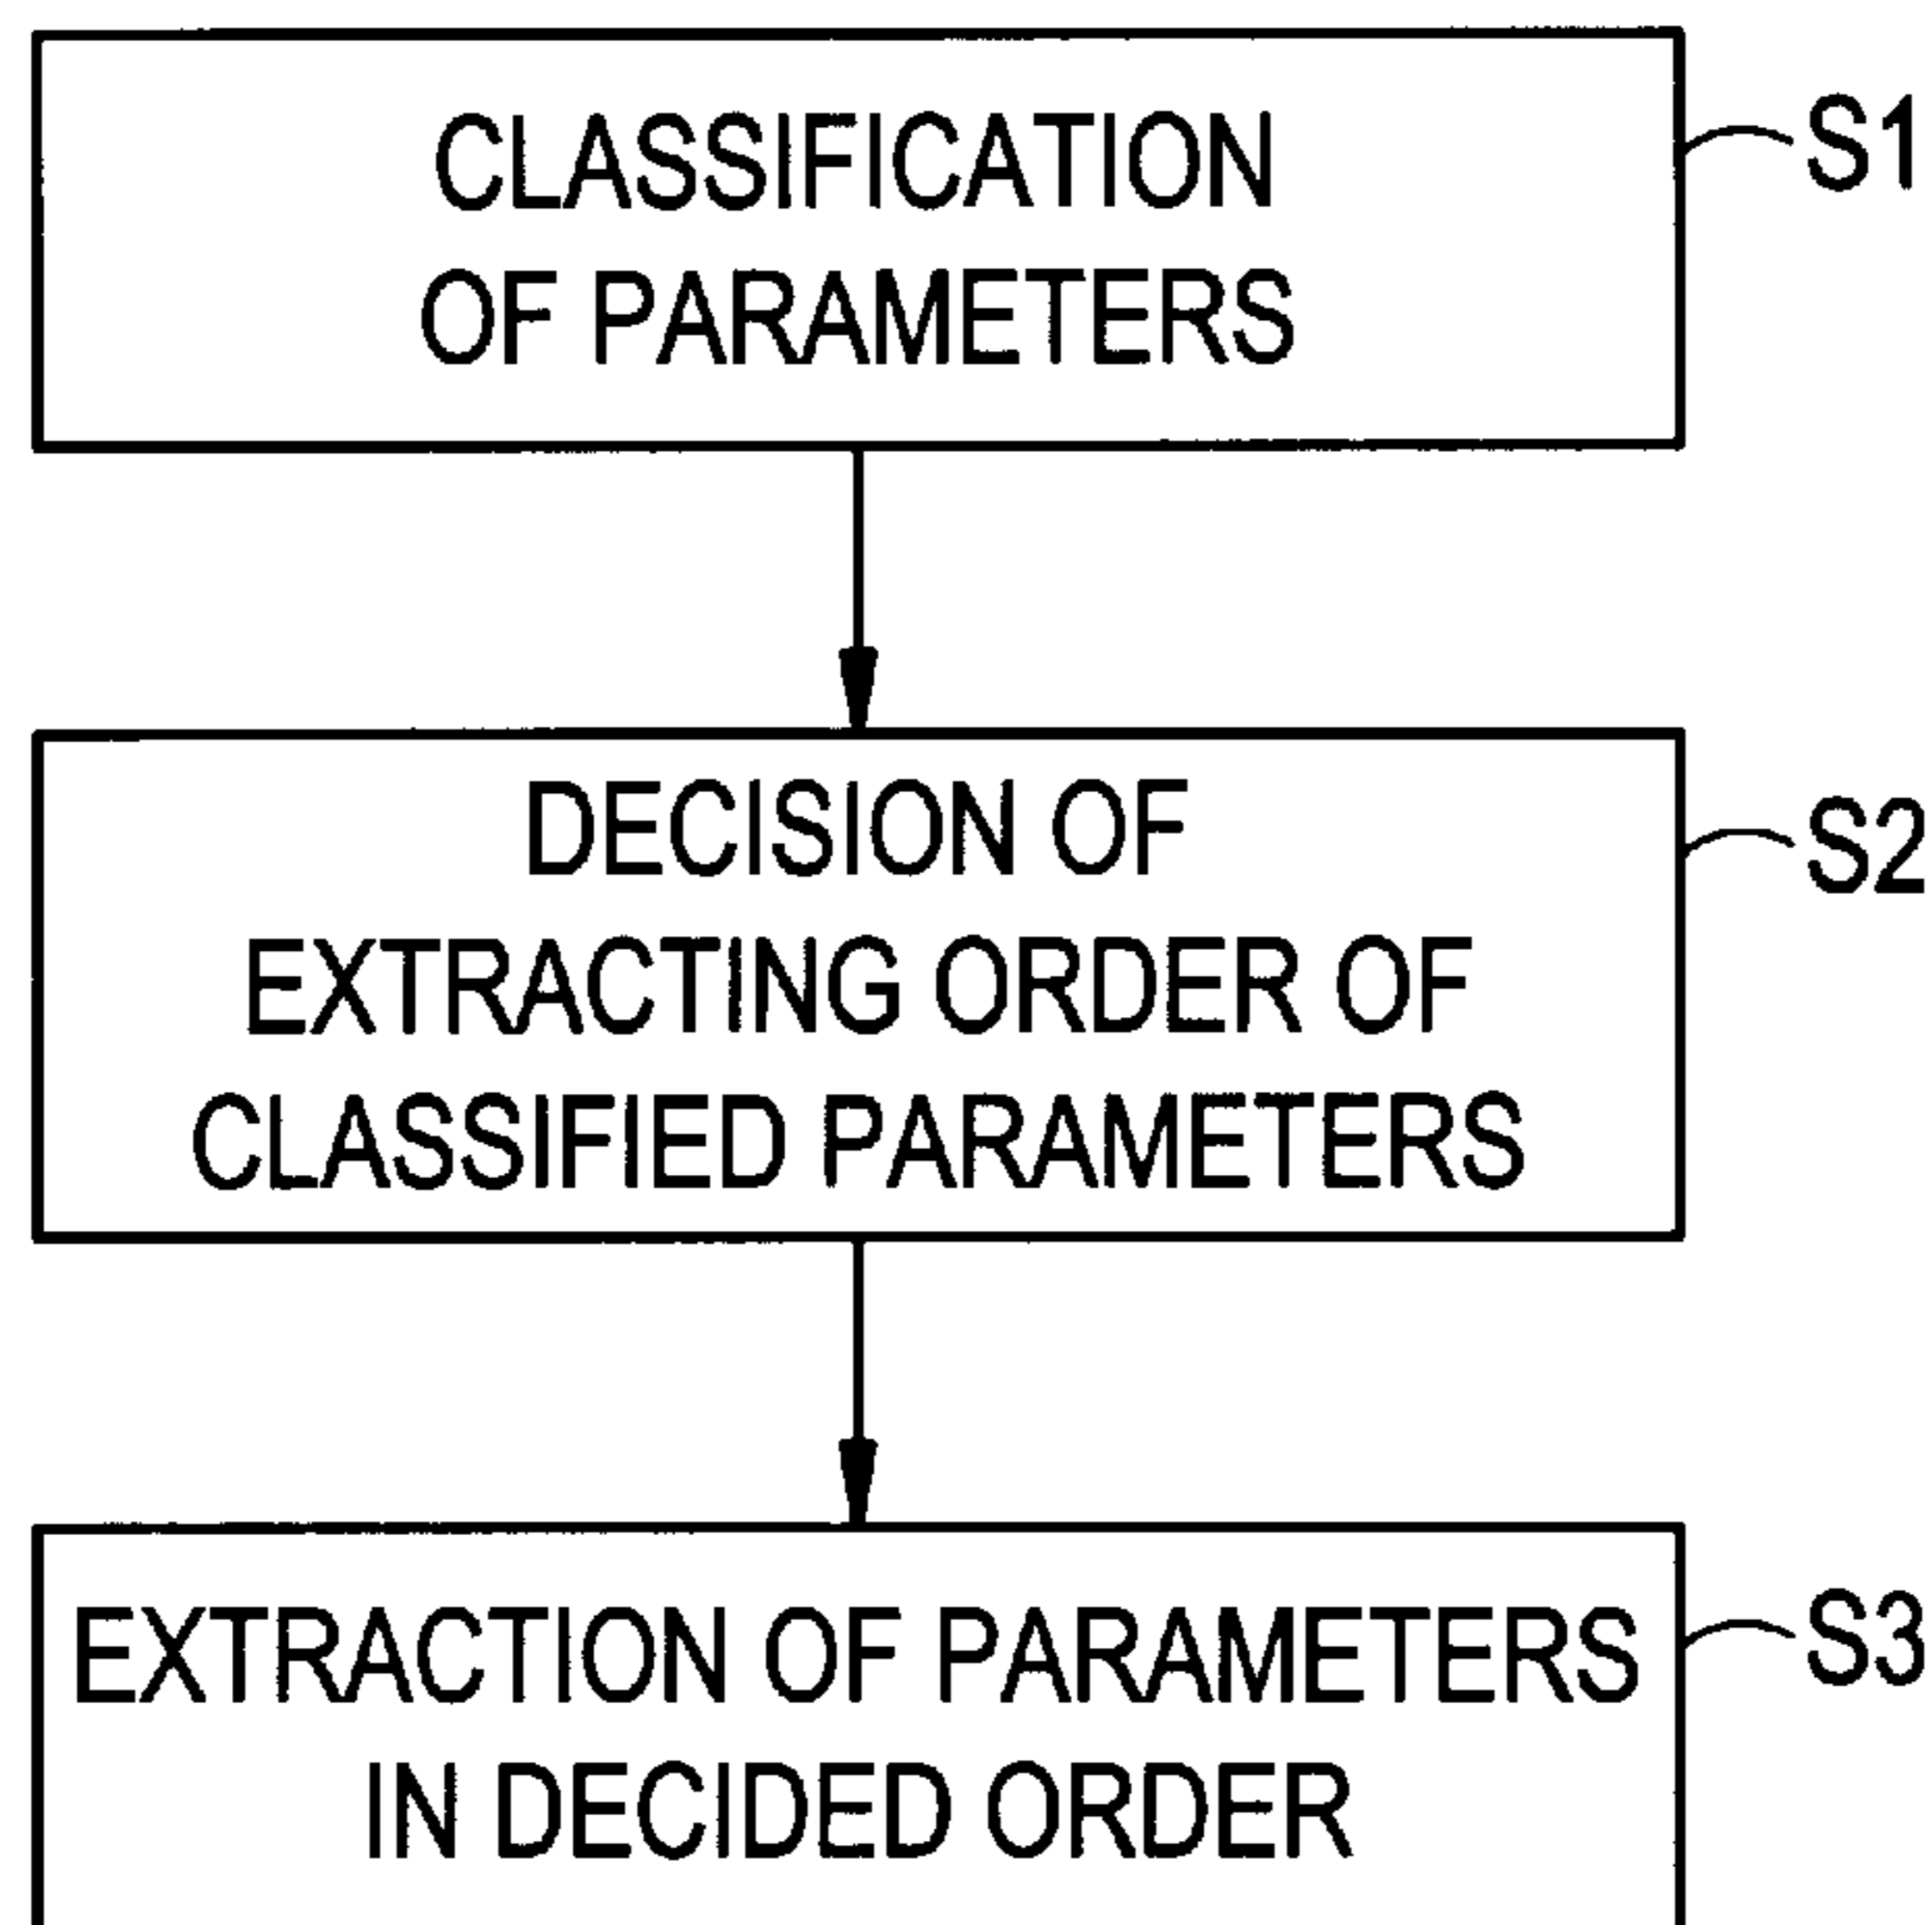 CLASSIFICATION
OF PARAMETERS
S1
DECISION OF
EXTRACTING ORDER OF
CLASSIFIED PARAMETERS
S2
EXTRACTION OF PARAMETERS
IN DECIDED ORDER
S3